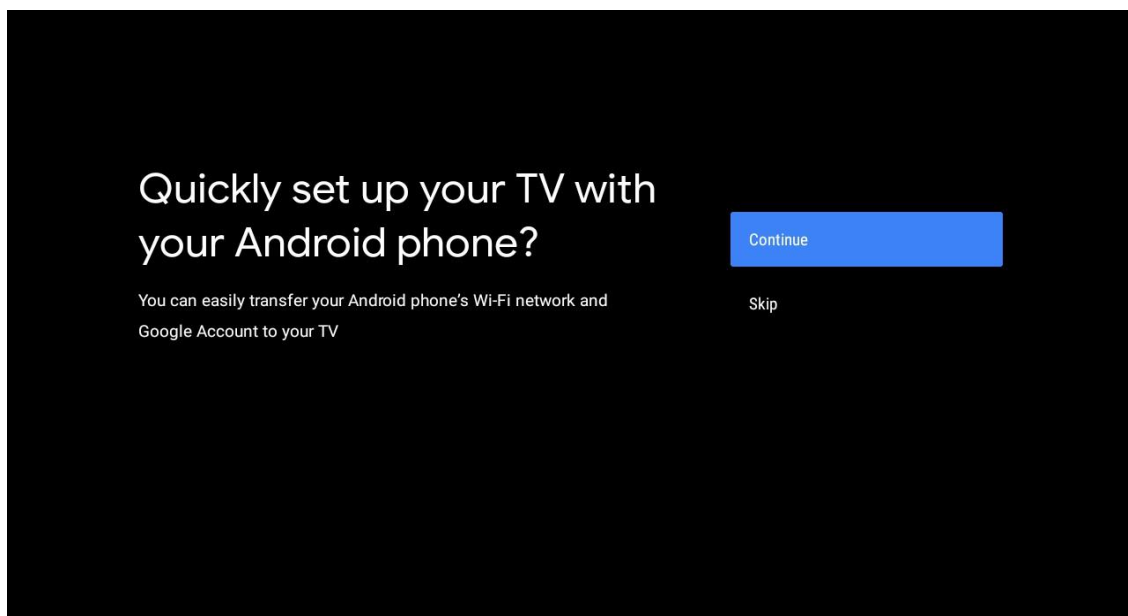 Quickly set up your TV with
your Android phone?
You can easily transfer your Android phone’s Wi-Fi network and
Google Account to your TV
Continue
Skip